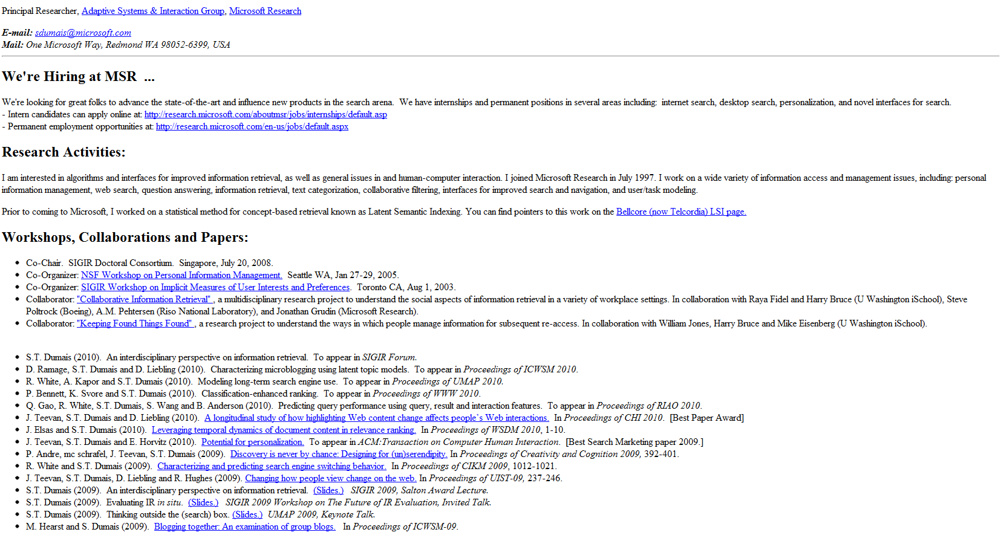 Principal Researcher, Adaptive Systems & Interaction Group, Microsoft Research
E-mail: sdumais@microsoft.com
Mail: One Microsoft Way, Redmond WA 98052-6399, USA
We're Hiring at MSR ...
We're looking for great folks to advance the state-of-the-art and influence new products in the search arena. We have internships and permanent positions in several areas including: internet search, desktop search, personalization, and novel interfaces for search.
- Intern candidates can apply online at: http://research.microsoft.com/aboutmsr/jobs/internships/default.asp
- Permanent employment opportunities at: http://research.microsoft.com/en-us/jobs/default.aspx
Research Activities:
I am interested in algorithms and interfaces for improved information retrieval, as well as general issues in and human-computer interaction. I joined Microsoft Research in July 1997. I work on a wide variety of information access and management issues, including: personal
information management, web search, question answering, information retrieval, text categorization, collaborative filtering, interfaces for improved search and navigation, and user/task modeling.
Prior to coming to Microsoft, I worked on a statistical method for concept-based retrieval known as Latent Semantic Indexing. You can find pointers to this work on the Bellcore (now Telcordia) LSI page.
Workshops, Collaborations and Papers:
• Co-Chair. SIGIR Doctoral Consortium. Singapore, July 20, 2008.
• Co-Organizer: NSF Workshop on Personal Information Management. Seattle WA, Jan 27-29, 2005.
• Co-Organizer: SIGIR Workshop on Implicit Measures of User Interests and Preferences. Toronto CA, Aug 1, 2003.
• Collaborator: "Collaborative Information Retrieval" , a multidisciplinary research project to understand the social aspects of information retrieval in a variety of workplace settings. In collaboration with Raya Fidel and Harry Bruce (U Washington iSchool), Steve
Poltrock (Boeing), A.M. Pehtersen (Riso National Laboratory), and Jonathan Grudin (Microsoft Research).
• Collaborator: "Keeping Found Things Found" , a research project to understand the ways in which people manage information for subsequent re-access. In collaboration with William Jones, Harry Bruce and Mike Eisenberg (U Washington iSchool).
• S.T. Dumais (2010). An interdisciplinary perspective on information retrieval. To appear in SIGIR Forum.
• D. Ramage, S.T. Dumais and D. Liebling (2010). Characterizing microblogging using latent topic models. To appear in Proceedings of ICWSM 2010.
• R. White, A. Kapor and S.T. Dumais (2010). Modeling long-term search engine use. To appear in Proceedings of UMAP 2010.
• P. Bennett, K. Svore and S.T. Dumais (2010). Classification-enhanced ranking. To appear in Proceedings of WWW 2010.
• Q. Gao, R. White, S.T. Dumais, S. Wang and B. Anderson (2010). Predicting query performance using query, result and interaction features. To appear in Proceedings of RIAO 2010.
• J. Teevan, S.T. Dumais and D. Liebling (2010). A longitudinal study of how highlighting Web content change affects people’s Web interactions. In Proceedings of CHI 2010. [Best Paper Award]
• J. Elsas and S.T. Dumais (2010). Leveraging temporal dynamics of document content in relevance ranking. In Proceedings of WSDM 2010, 1-10.
• J. Teevan, S.T. Dumais and E. Horvitz (2010). Potential for personalization. To appear in ACM:Transaction on Computer Human Interaction. [Best Search Marketing paper 2009.]
• P. Andre, mc schrafel, J. Teevan, S.T. Dumais (2009). Discovery is never by chance: Designing for (un)serendipity. In Proceedings of Creativity and Cognition 2009, 392-401.
• R. White and S.T. Dumais (2009). Characterizing and predicting search engine switching behavior. In Proceedings of CIKM 2009, 1012-1021.
• J. Teevan, S.T. Dumais, D. Liebling and R. Hughes (2009). Changing how people view change on the web. In Proceedings of UIST-09, 237-246.
• S.T. Dumais (2009). An interdisciplinary perspective on information retrieval. (Slides.) SIGIR 2009, Salton Award Lecture.
• S.T. Dumais (2009). Evaluating IR in situ. (Slides.) SIGIR 2009 Workshop on The Future of IR Evaluation, Invited Talk.
• S.T. Dumais (2009). Thinking outside the (search) box. (Slides.) UMAP 2009, Keynote Talk.
• M. Hearst and S. Dumais (2009). Blogging together: An examination of group blogs. In Proceedings of ICWSM-09.